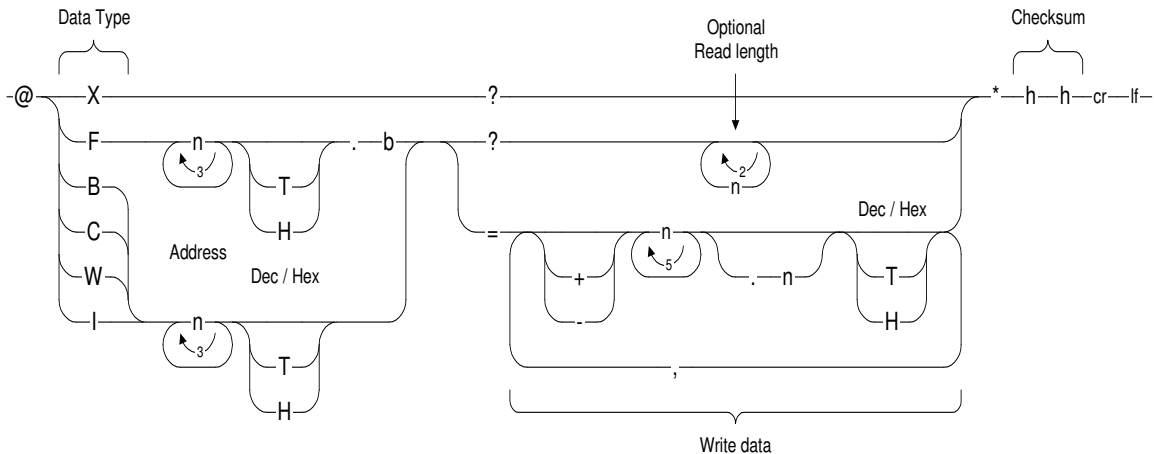 Data Type
Optional
Read length
Checksum
@ X ? * h h cr lf
F n 3 . b ? 2 n
B T
C H = Dec / Hex
Address
W Dec / Hex + n 5 . n T
- H
I n 3
T ,
H
Write data